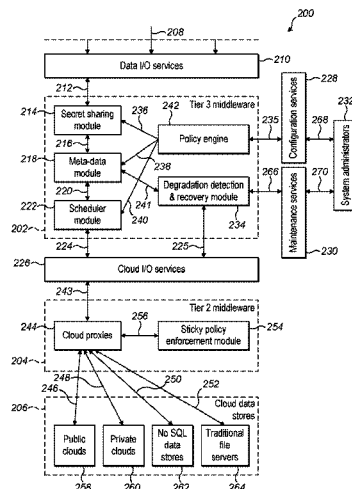 200
208
Data I/O services
210
212
Tier 3 middleware
214
Secret sharing module
236
242
Policy engine
228
Configuration services
232
216
218
Meta-data module
238
235
268
System administrators
220
222
Scheduler module
241
240
Degradation detection & recovery module
234
266
270
Maintenance services
230
202
224
225
226
Cloud I/O services
243
Tier 2 middleware
244
Cloud proxies
256
Sticky policy enforcement module
254
204
246
248
250
252
206
Cloud data stores
Public clouds
Private clouds
No SQL data stores
Traditional file servers
258
260
262
264